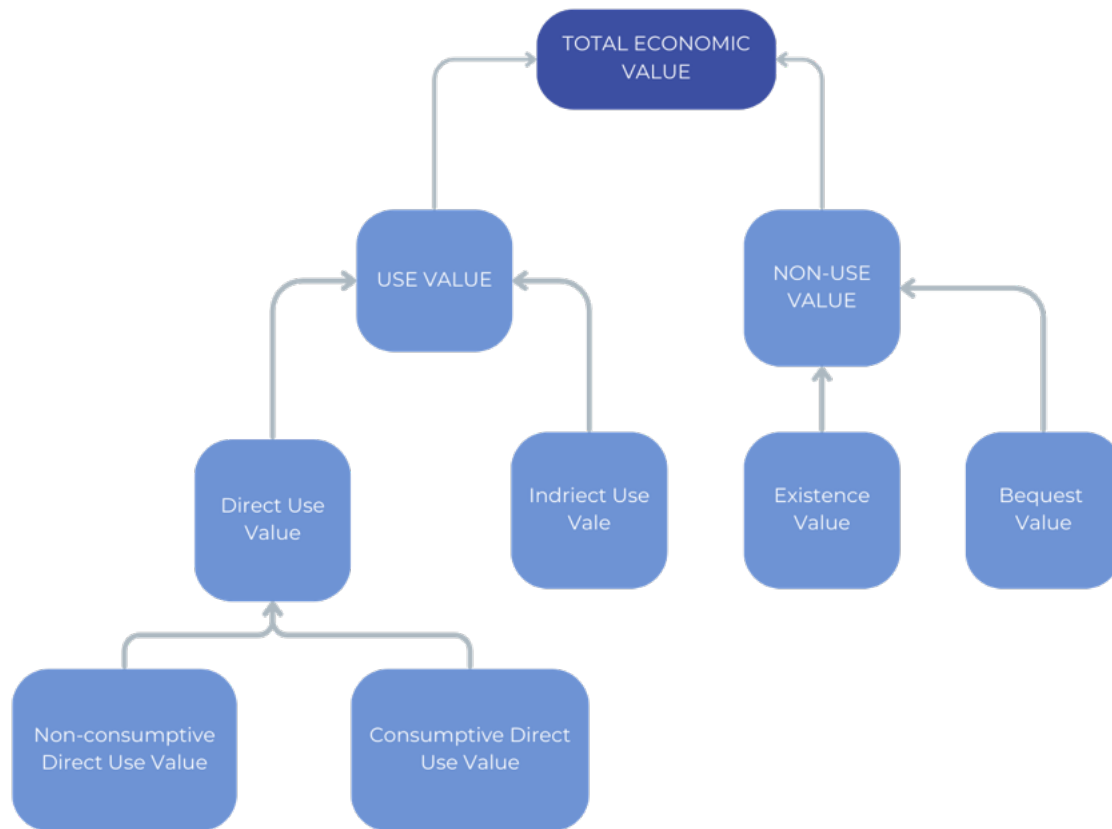 TOTAL ECONOMIC
VALUE
USE VALUE
NON-USE
VALUE
Direct Use
Value
Indriect Use
Vale
Existence
Value
Bequest
Value
Non-consumptive
Direct Use Value
Consumptive Direct
Use Value